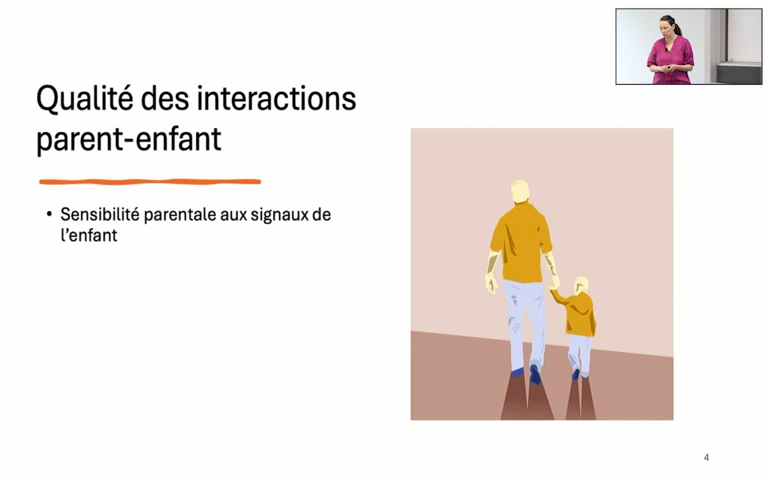 Qualité des interactions
parent-enfant
• Sensibilité parentale aux signaux de
l'enfant
4